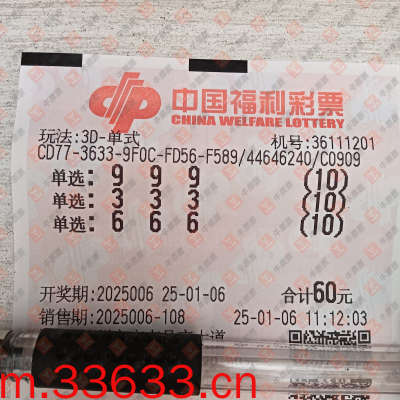 中国福利彩票
CHINA WELFARE LOTTERY
玩法:3D-单式 机号:36111201
CD77-3633-9F0C-FD56-F589/44646240/C0909
单选: 9 9 9 (10)
单选: 3 3 3 (10)
单选: 6 6 6 (10)
开奖期:2025006 25-01-06 合计60元
销售期:2025006-108 25-01-06 11:12:03
m.33633.cn